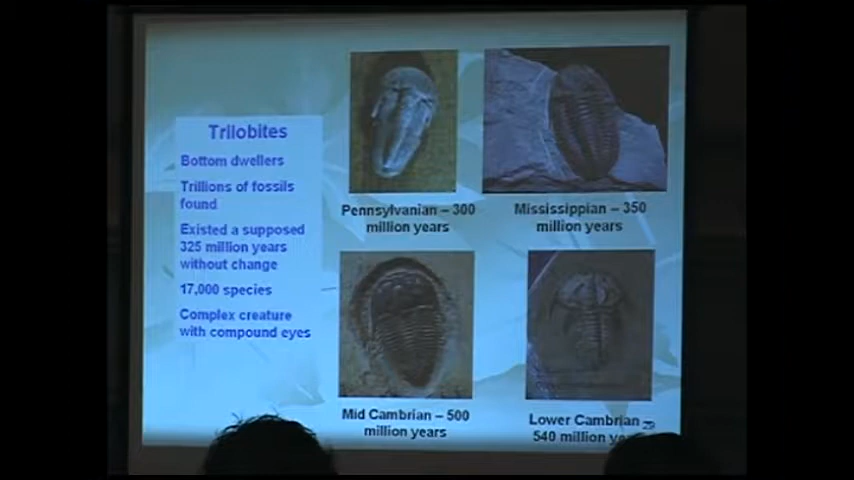 Trilobites
Bottom dwellers
Trillions of fossils
found
Existed a supposed
325 million years
without change
17,000 species
Complex creature
with compound eyes
Pennsylvanian – 300
million years
Mississippian – 350
million years
Mid Cambrian – 500
million years
Lower Cambrian –
540 million